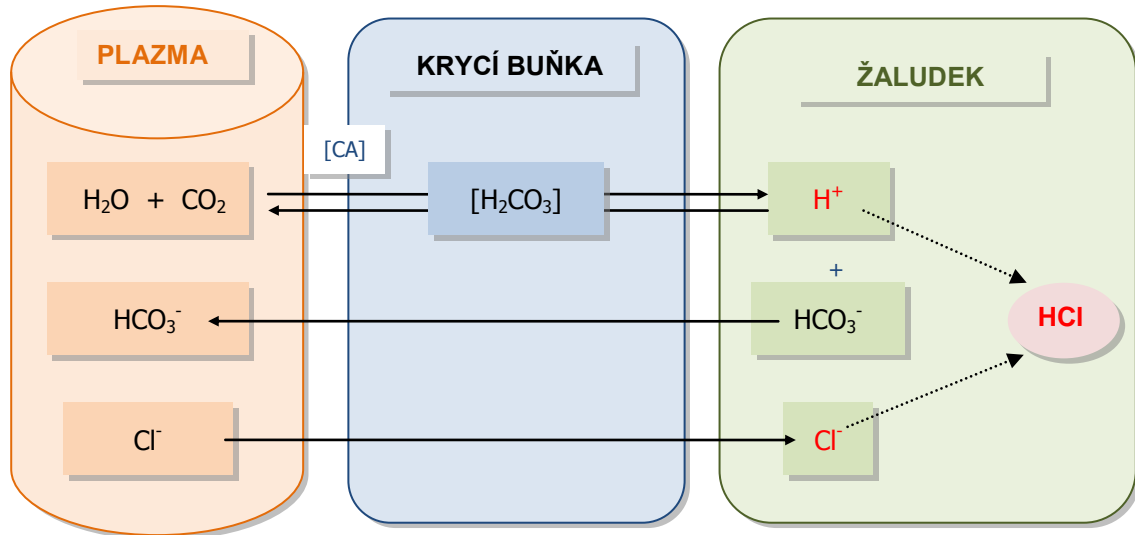 PLAZMA
KRYCÍ BUŇKA
ŽALUDEK
[CA]
H₂O + CO₂
[H₂CO₃]
H⁺
+
HCO₃⁻
HCO₃⁻
HCl
Cl⁻
Cl⁻